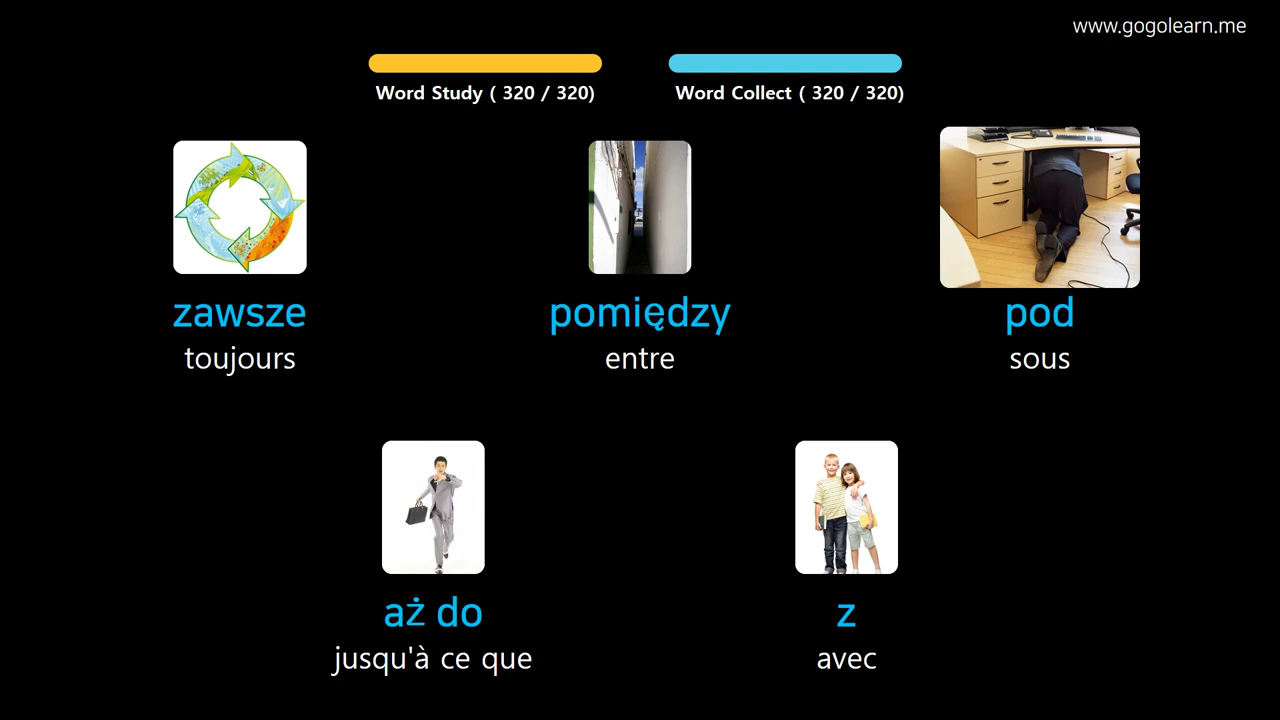 www.gogolearn.me
Word Study ( 320 / 320)
Word Collect ( 320 / 320)
zawsze
toujours
pomiędzy
entre
pod
sous
aż do
jusqu'à ce que
z
avec